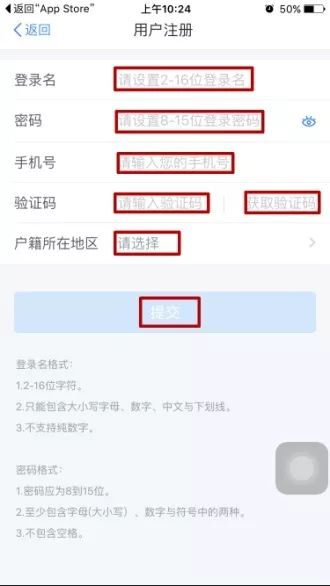 返回“App Store” 上午10:24 50%
返回 用户注册
登录名 请设置2-16位登录名
密码 请设置8-15位登录密码
手机号 请输入您的手机号
验证码 请输入验证码 获取验证码
户籍所在地区 请选择
提交
登录名格式：
1.2-16位字符。
2.只能包含大小写字母、数字、中文与下划线。
3.不支持纯数字。
密码格式：
1.密码应为8到15位。
2.至少包含字母(大小写）、数字与符号中的两种。
3.不包含空格。